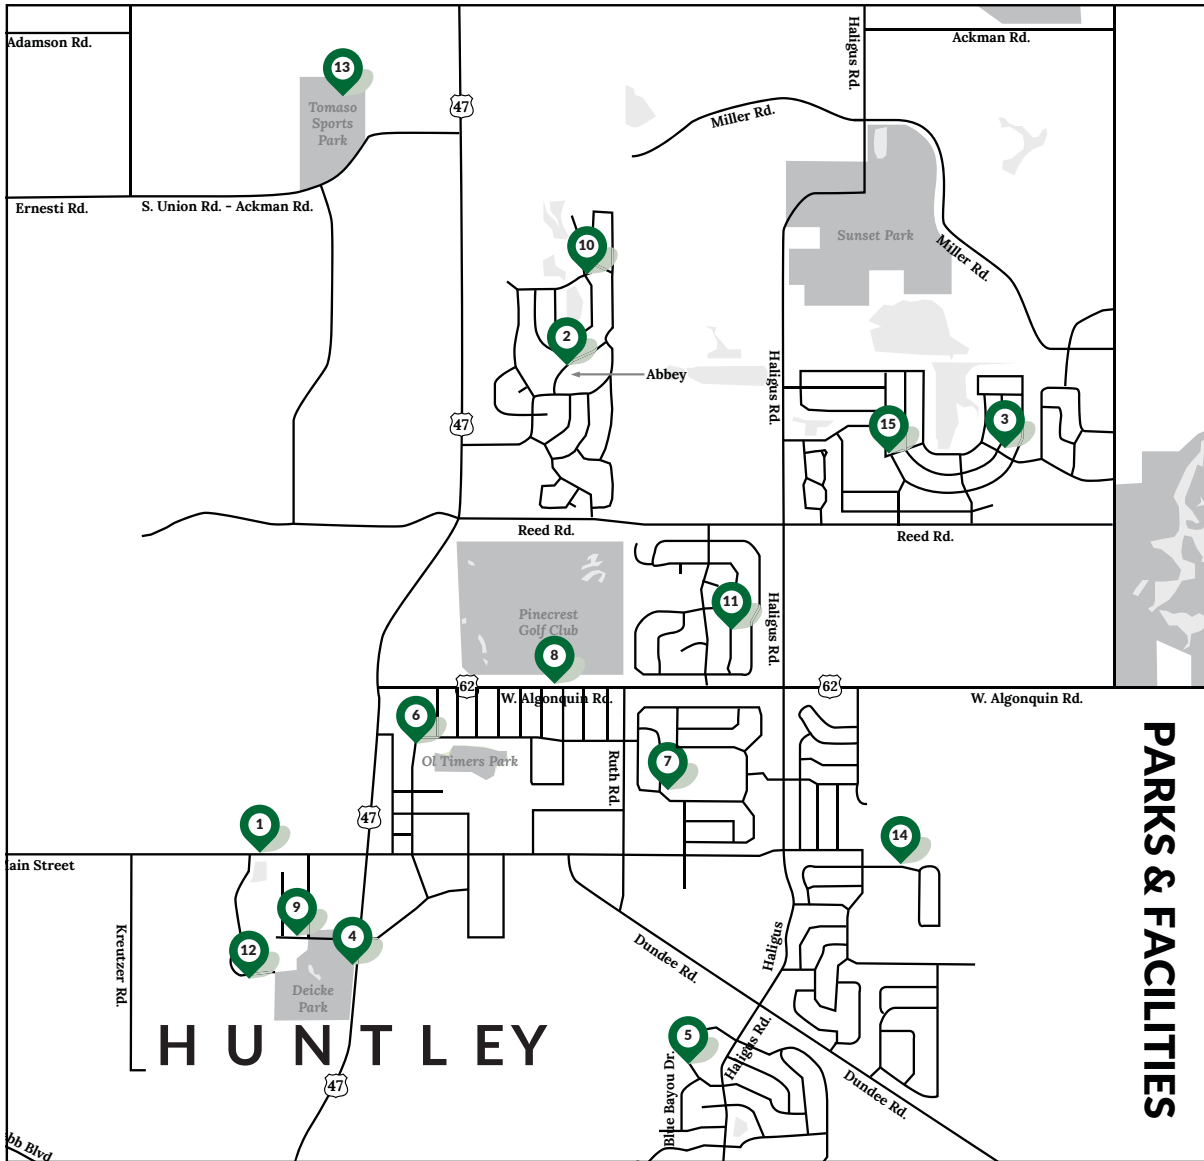 Adamson Rd.
Ackman Rd.
Haligus Rd.
13
Tomaso
Sports
Park
47
Miller Rd.
Ernesti Rd.
S. Union Rd. - Ackman Rd.
Sunset Park
Miller Rd.
10
2
Abbey
Haligus Rd.
47
15
3
Reed Rd.
Reed Rd.
Pinecrest
Golf Club
11
Haligus Rd.
8
62
W. Algonquin Rd.
62
W. Algonquin Rd.
6
Ol Timers Park
Ruth Rd.
7
47
1
14
ain Street
9
4
12
Kreutzer Rd.
Deicke
Park
Dundee Rd.
Haligus
HUNTLEY
5
Haligus Rd.
Blue Bayou Dr.
Dundee Rd.
47
bb Blvd
PARKS & FACILITIES